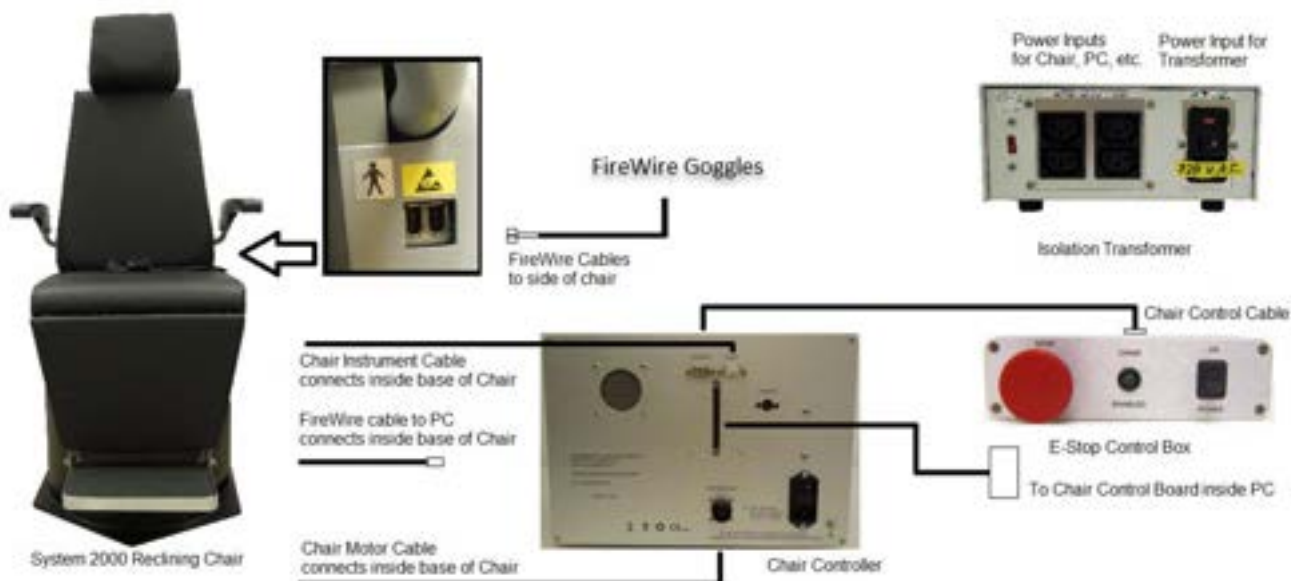 Power Inputs
for Chair, PC, etc.
Power Input for
Transformer
FireWire Goggles
FireWire Cables
to side of chair
Isolation Transformer
Chair Control Cable
Chair Instrument Cable
connects inside base of Chair
FireWire cable to PC
connects inside base of Chair
E-Stop Control Box
To Chair Control Board inside PC
Chair Motor Cable
connects inside base of Chair
System 2000 Reclining Chair
Chair Controller